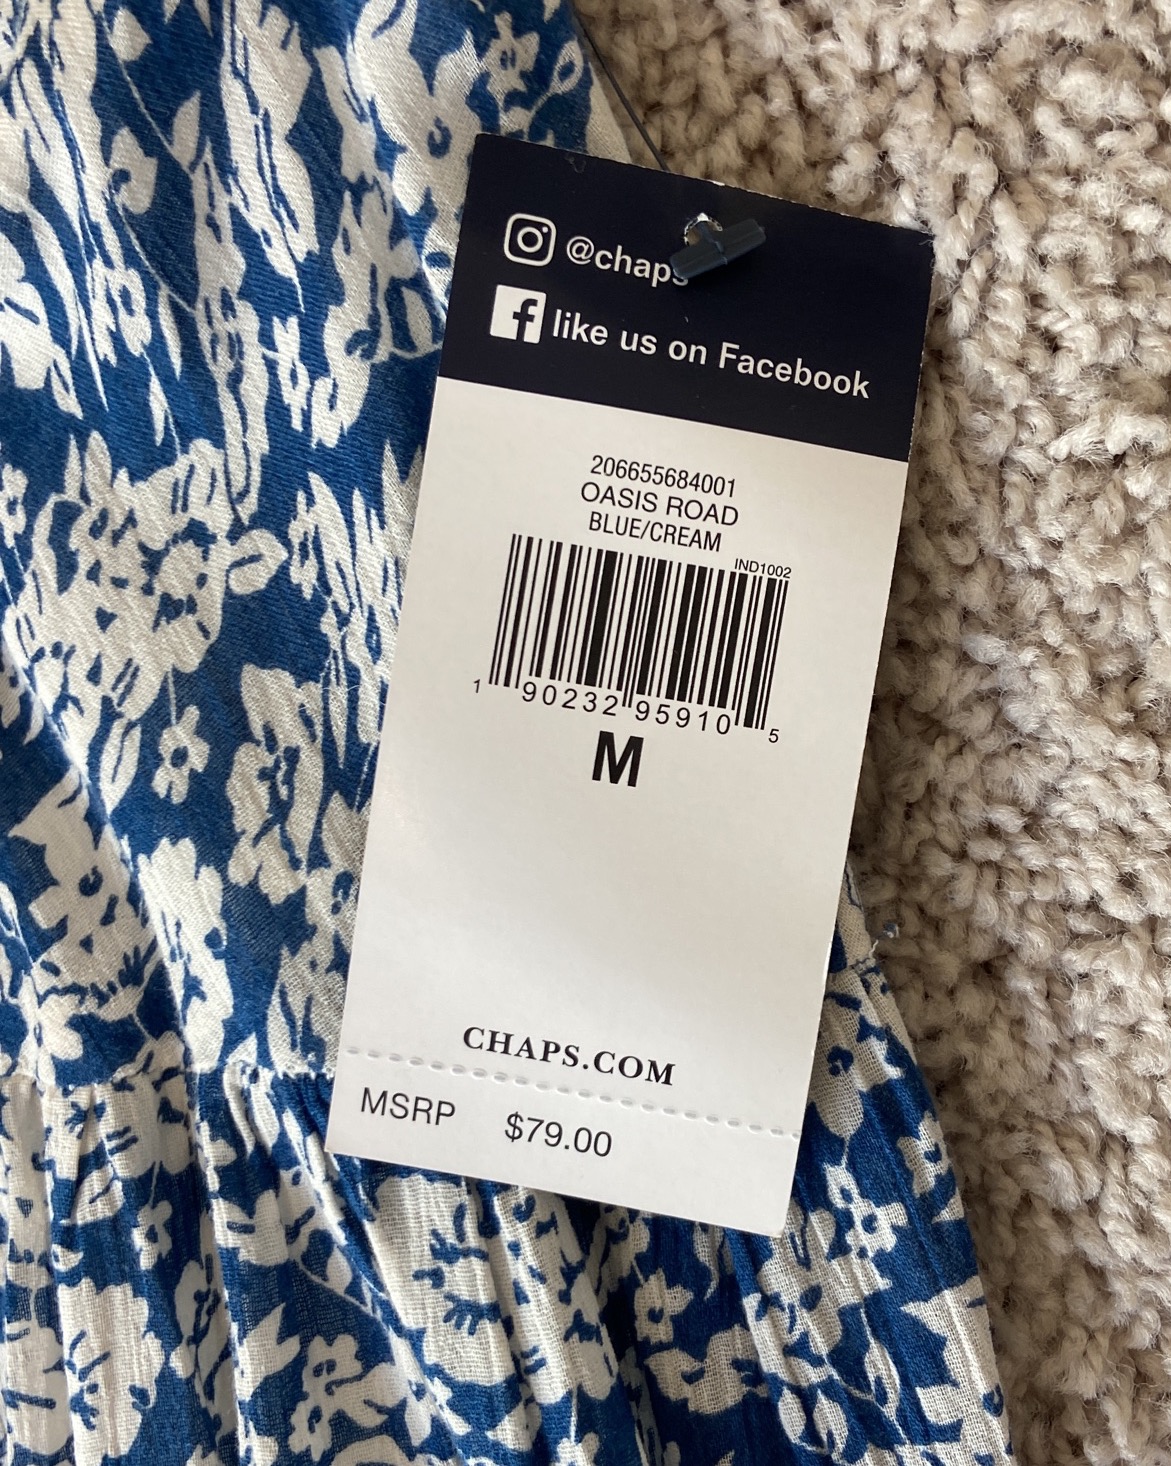 @chaps
like us on Facebook
206655684001
OASIS ROAD
BLUE/CREAM
IND1002
1 90232 95910 5
M
CHAPS.COM
MSRP $79.00